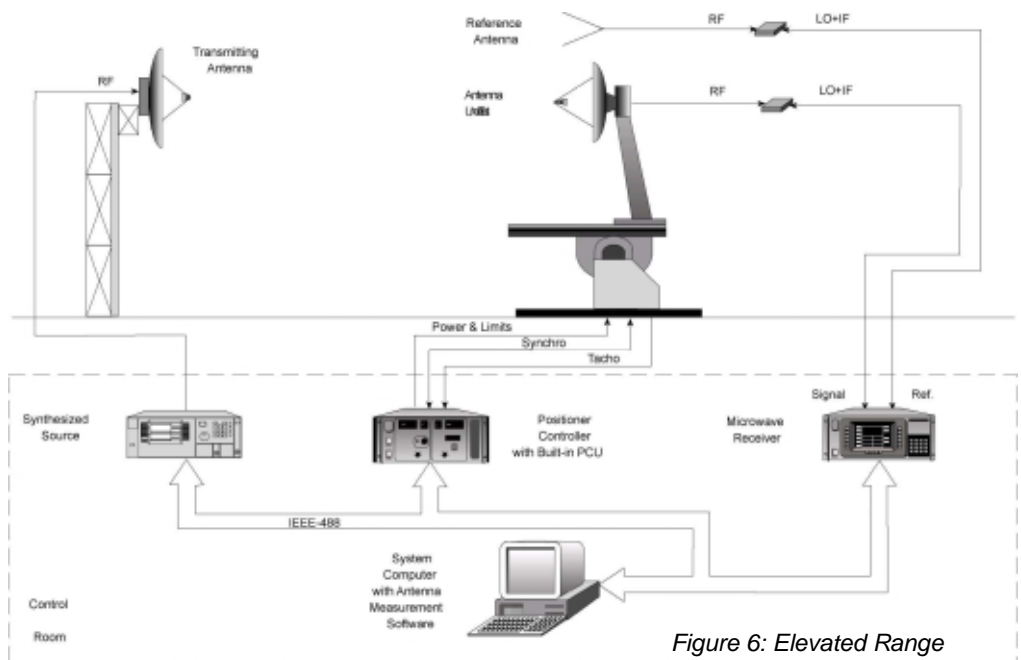 Reference
Antenna
RF
LO+IF
Transmitting
Antenna
RF
Antenna
RF
LO+IF
Power & Limits
Synchro
Tacho
Signal
Ref.
Synthesized
Source
Positioner
Controller
with Built-in PCU
Microwave
Receiver
IEEE-488
System
Computer
with Antenna
Measurement
Software
Control
Room
Figure 6: Elevated Range